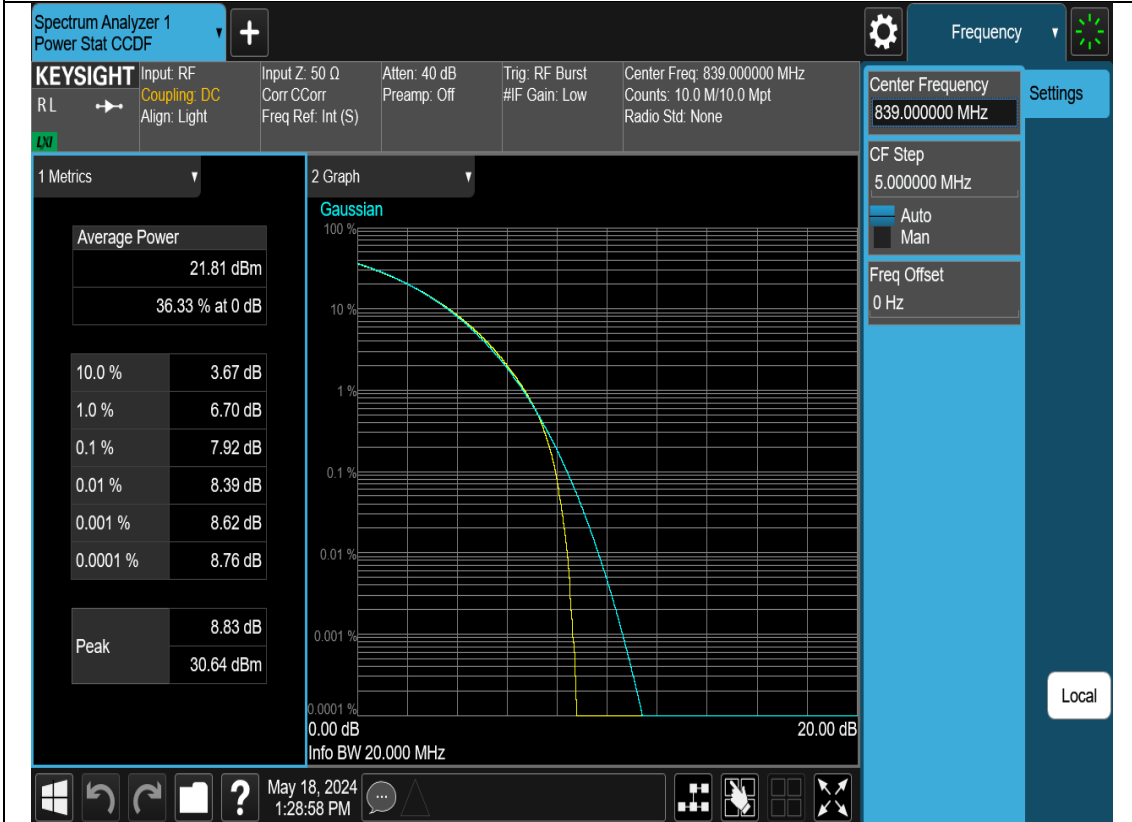 Spectrum Analyzer 1
Power Stat CCDF
+
Frequency
KEYSIGHT
RL
LXI
Input: RF
Coupling: DC
Align: Light
Input Z: 50 Ω
Corr CCorr
Freq Ref: Int (S)
Atten: 40 dB
Preamp: Off
Trig: RF Burst
#IF Gain: Low
Center Freq: 839.000000 MHz
Counts: 10.0 M/10.0 Mpt
Radio Std: None
Center Frequency
839.000000 MHz
Settings
CF Step
5.000000 MHz
Auto
Man
Freq Offset
0 Hz
Local
1 Metrics
Average Power
21.81 dBm
36.33 % at 0 dB
10.0 % 3.67 dB
1.0 % 6.70 dB
0.1 % 7.92 dB
0.01 % 8.39 dB
0.001 % 8.62 dB
0.0001 % 8.76 dB
Peak 8.83 dB
30.64 dBm
2 Graph
Gaussian
100 %
10 %
1 %
0.1 %
0.01 %
0.001 %
0.0001 %
0.00 dB 20.00 dB
Info BW 20.000 MHz
?
May 18, 2024
1:28:58 PM